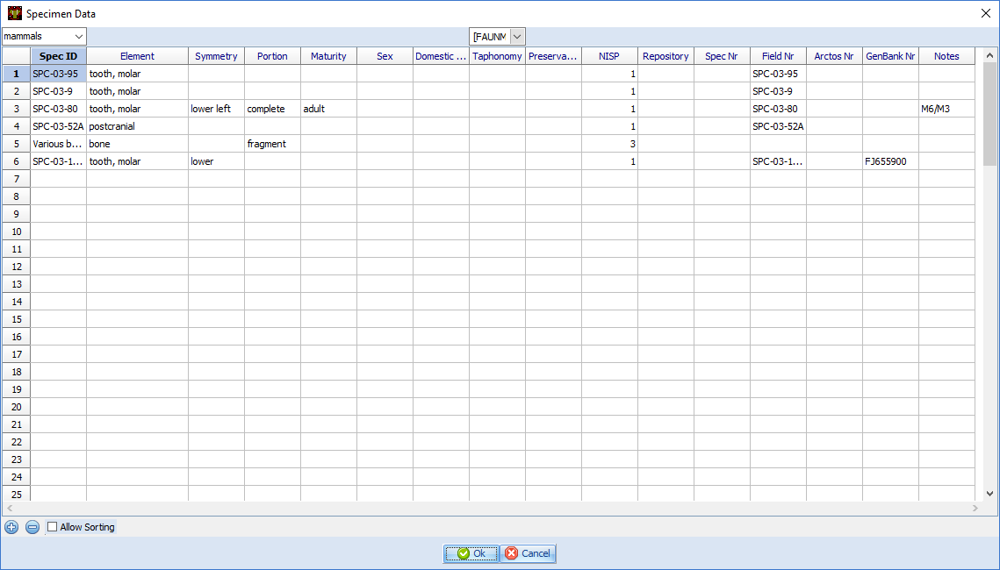 Specimen Data
mammals [FAUNM
Spec ID Element Symmetry Portion Maturity Sex Domestic ... Taphonomy Preserva... NISP Repository Spec Nr Field Nr Arctos Nr GenBank Nr Notes
1 SPC-03-95 tooth, molar 1 SPC-03-95
2 SPC-03-9 tooth, molar 1 SPC-03-9
3 SPC-03-80 tooth, molar lower left complete adult 1 SPC-03-80 M6/M3
4 SPC-03-52A postcranial 1 SPC-03-52A
5 Various b... bone fragment 3
6 SPC-03-1... tooth, molar lower 1 SPC-03-1... FJ655900
7
8
9
10
11
12
13
14
15
16
17
18
19
20
21
22
23
24
25
Allow Sorting
Ok Cancel